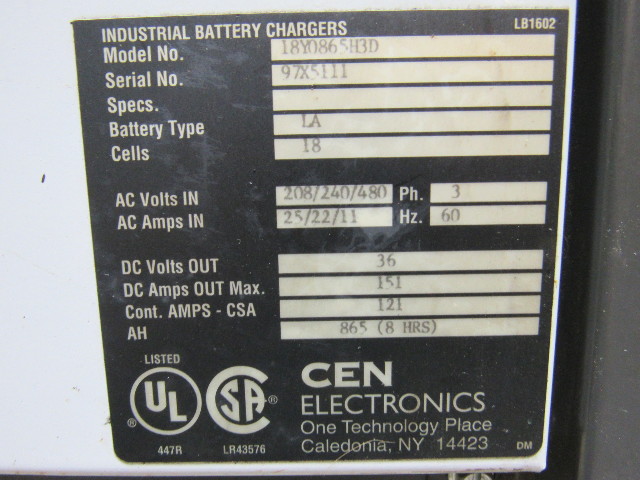 INDUSTRIAL BATTERY CHARGERS LB1602
Model No. 18Y0865H3D
Serial No. 97X5111
Specs.
Battery Type LA
Cells 18
AC Volts IN 208/240/480 Ph. 3
AC Amps IN 25/22/11 Hz. 60
DC Volts OUT 36
DC Amps OUT Max. 151
Cont. AMPS - CSA 121
AH 865 (8 HRS)
LISTED
UL ® SA ®
447R LR43576
CEN
ELECTRONICS
One Technology Place
Caledonia, NY 14423 DM